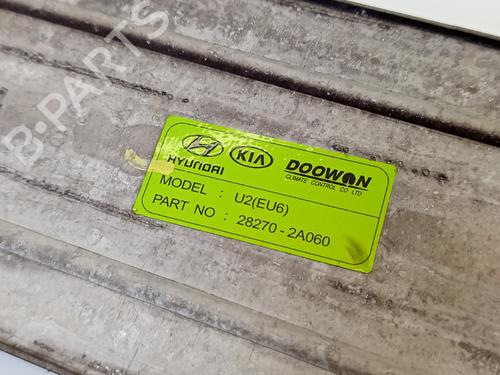 B-PARTS
HYUNDAI KIA DOOWON
CLIMATE CONTROL CO LTD
MODEL : U2(EU6)
PART NO : 28270-2A060